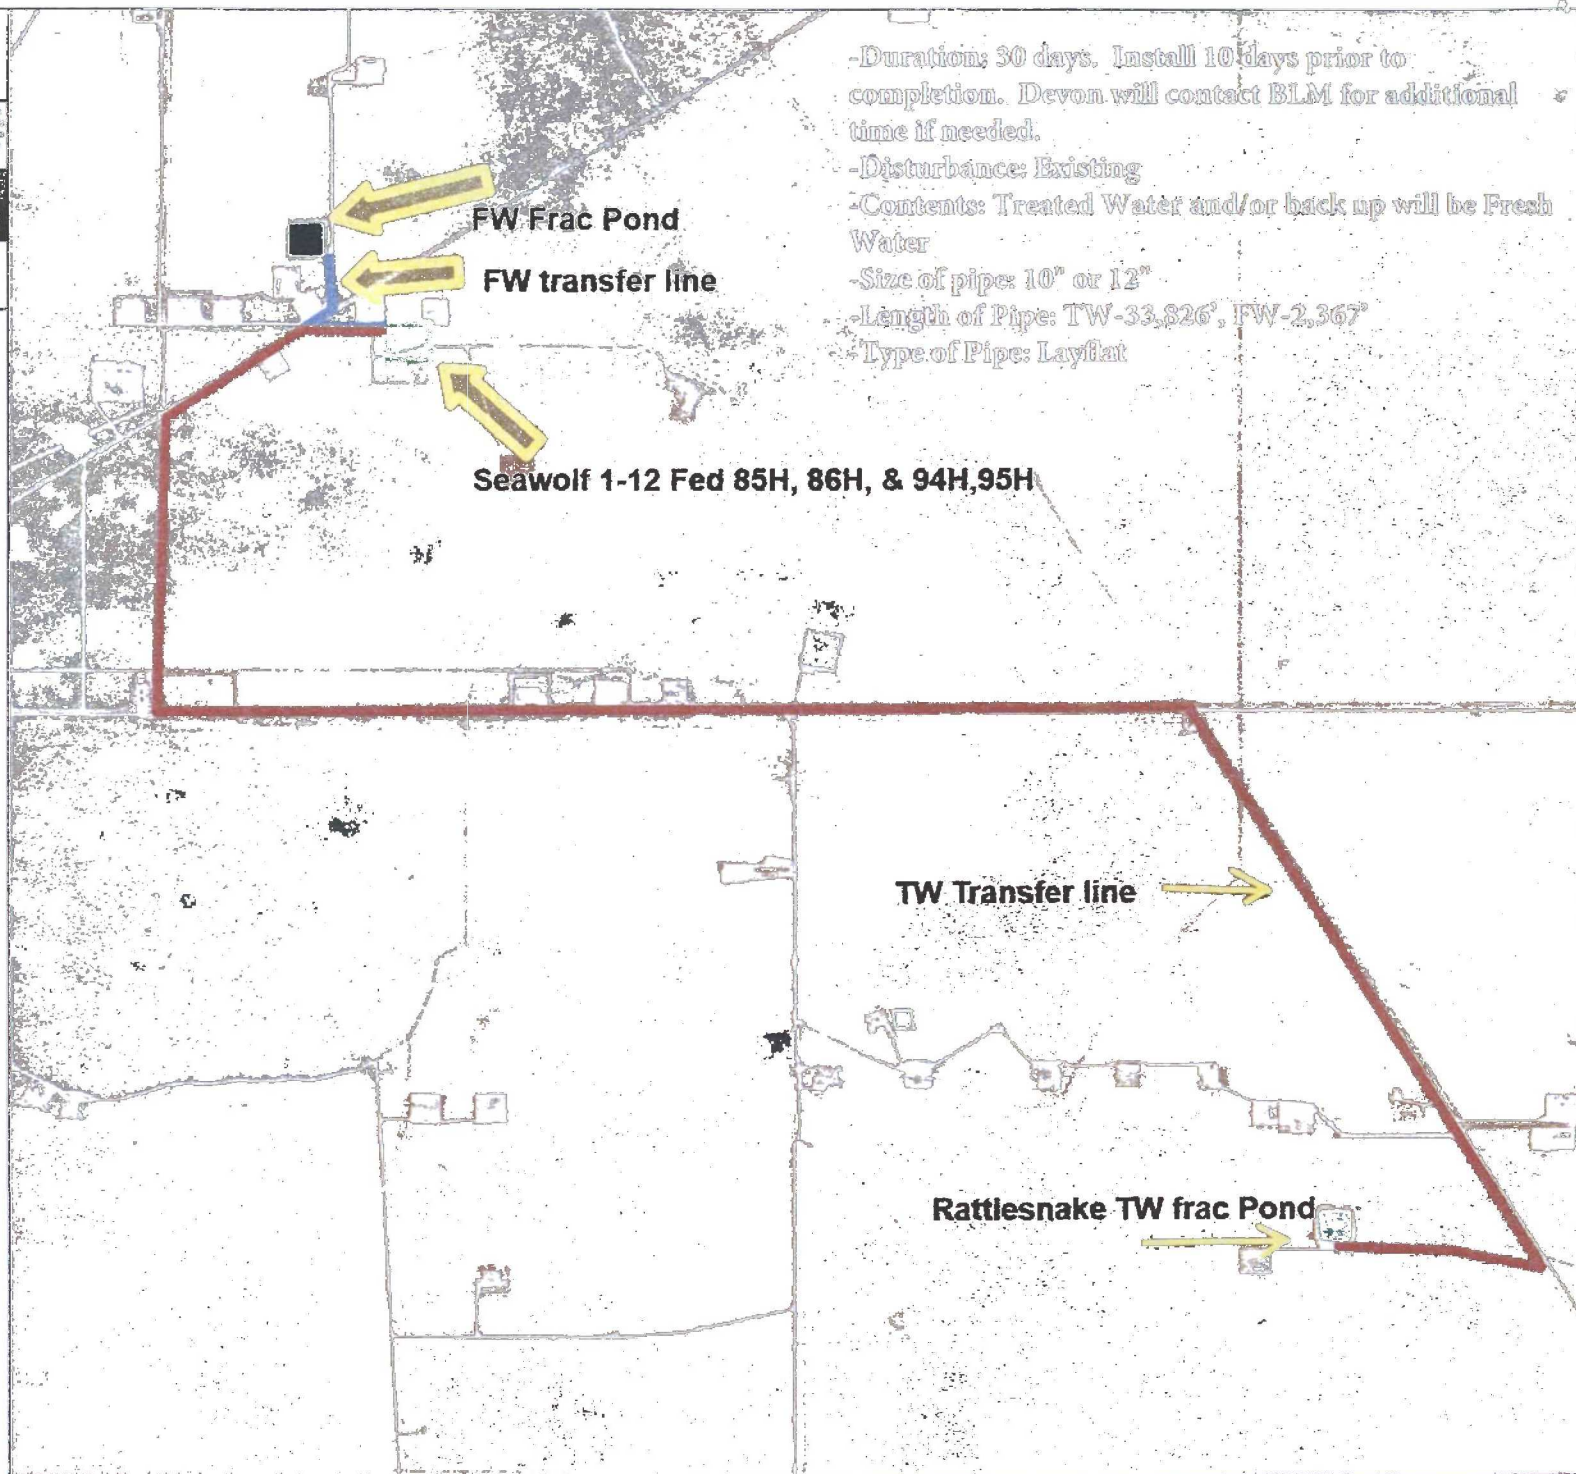 -Duration: 30 days. Install 10 days prior to
completion. Devon will contact BLM for additional
time if needed.
-Disturbance: Existing
-Contents: Treated Water and/or back up will be Fresh
Water
-Size of pipe: 10" or 12"
-Length of Pipe: TW-33,826', FW-2,367'
-Type of Pipe: Layflat
FW Frac Pond
FW transfer line
Seawolf 1-12 Fed 85H, 86H, & 94H,95H
TW Transfer line
Rattlesnake TW frac Pond